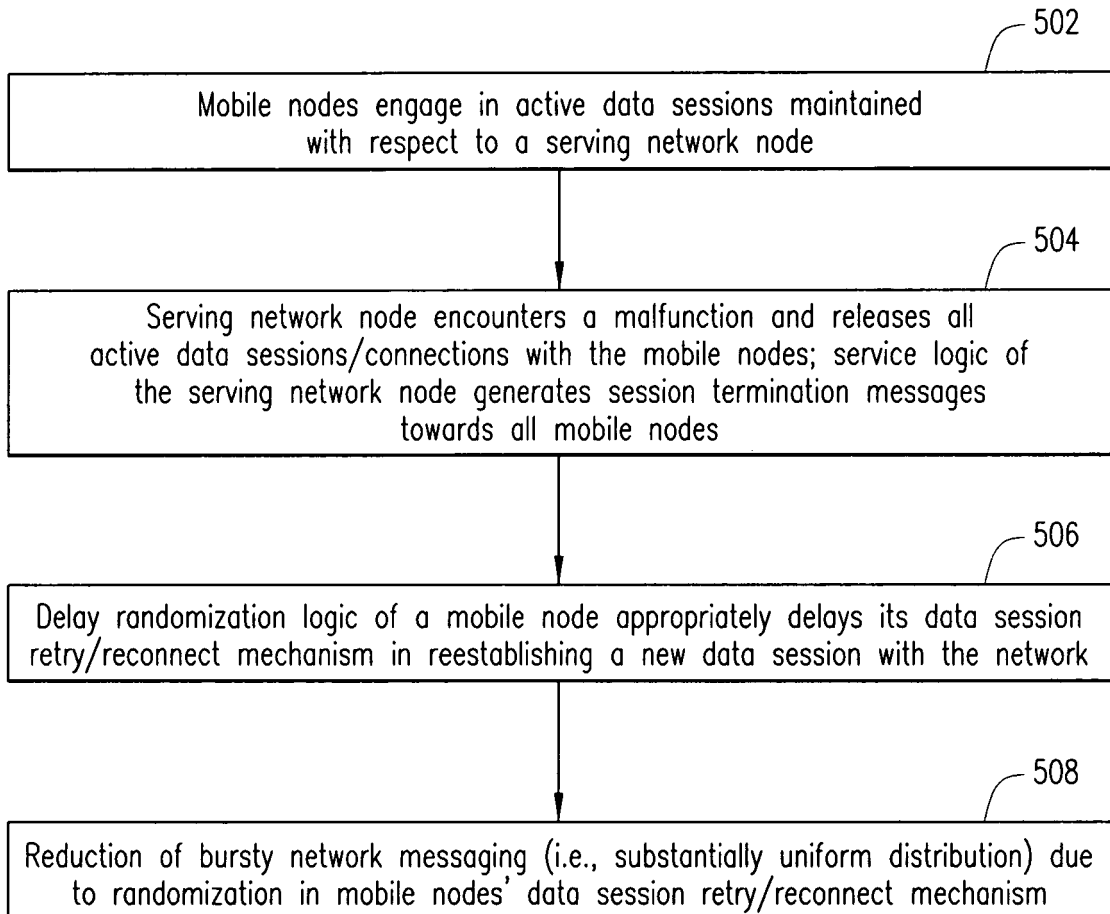 502
Mobile nodes engage in active data sessions maintained
with respect to a serving network node
504
Serving network node encounters a malfunction and releases all
active data sessions/connections with the mobile nodes; service logic of
the serving network node generates session termination messages
towards all mobile nodes
506
Delay randomization logic of a mobile node appropriately delays its data session
retry/reconnect mechanism in reestablishing a new data session with the network
508
Reduction of bursty network messaging (i.e., substantially uniform distribution) due
to randomization in mobile nodes' data session retry/reconnect mechanism